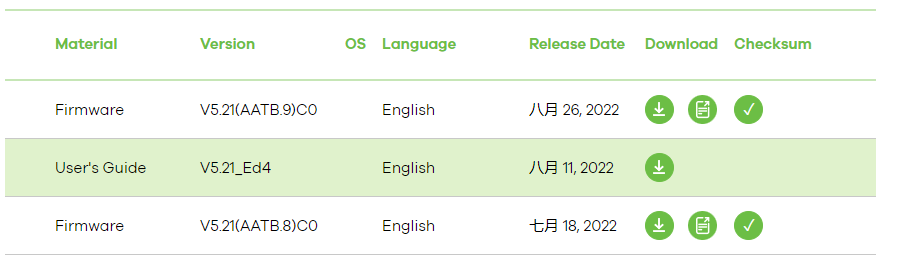 Material Version OS Language Release Date Download Checksum
Firmware V5.21(AATB.9)C0 English 八月 26, 2022
User's Guide V5.21_Ed4 English 八月 11, 2022
Firmware V5.21(AATB.8)C0 English 七月 18, 2022